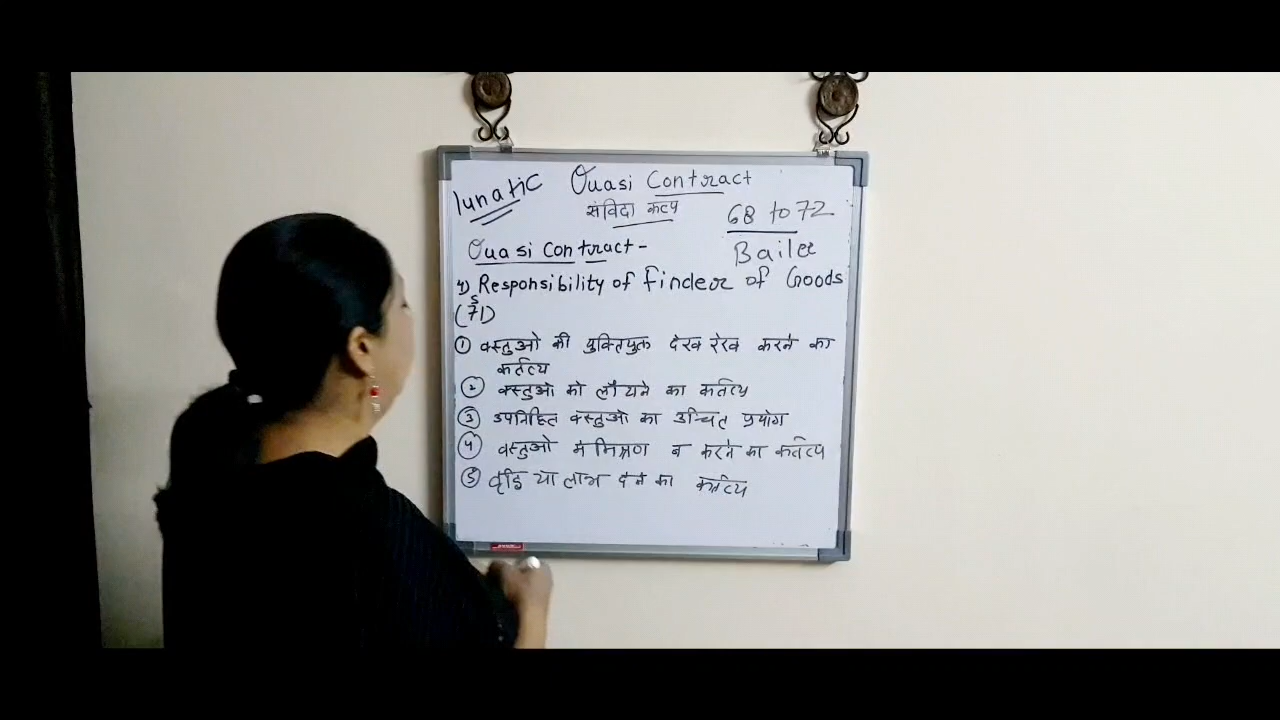 lunatic
Quasi Contract
संविदा कल्प
68 to 72
Quasi Contract -
Bailee
4) Responsibility of finder of Goods
(S 71)
① वस्तुओ की युक्तियुक्त देख रेख करने का
कर्तव्य
② वस्तुओ को लौटाने का कर्तव्य
③ उपनिहित वस्तुओ का उचित प्रयोग
④ वस्तुओ मे मिश्रण न करने का कर्तव्य
⑤ वृद्धि या लाभ देने का कर्तव्य